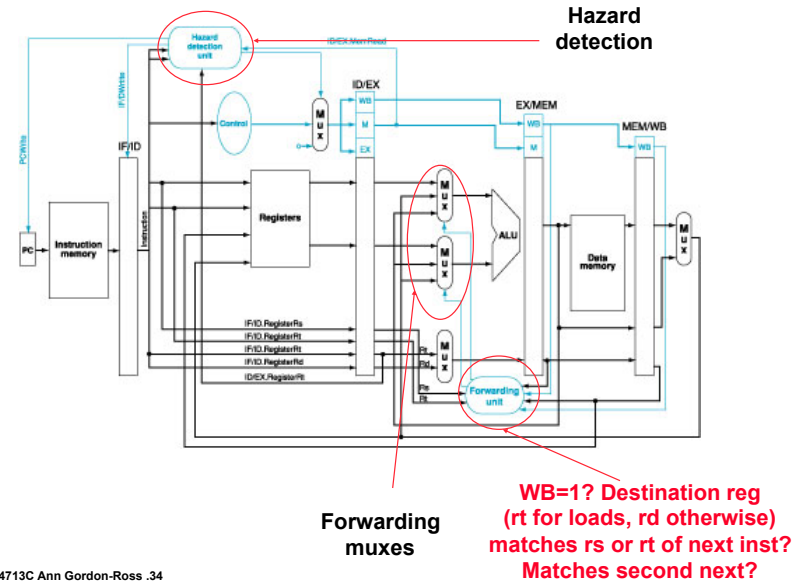 Hazard
detection
Hazard
detection
unit
ID/EX.MemRead
ID/EX
IF/DWrite
PCWrite
Control
M
u
x
0
WB
M
EX
EX/MEM
WB
M
MEM/WB
WB
IF/ID
PC
Instruction
memory
Instruction
Registers
M
u
x
M
u
x
ALU
Data
memory
M
u
x
IF/ID.RegisterRs
IF/ID.RegisterRt
IF/ID.RegisterRt
IF/ID.RegisterRd
ID/EX.RegisterRt
Rt
Rd
M
u
x
Rs
Rt
Forwarding
unit
Forwarding
muxes
WB=1? Destination reg
(rt for loads, rd otherwise)
matches rs or rt of next inst?
Matches second next?
4713C Ann Gordon-Ross .34